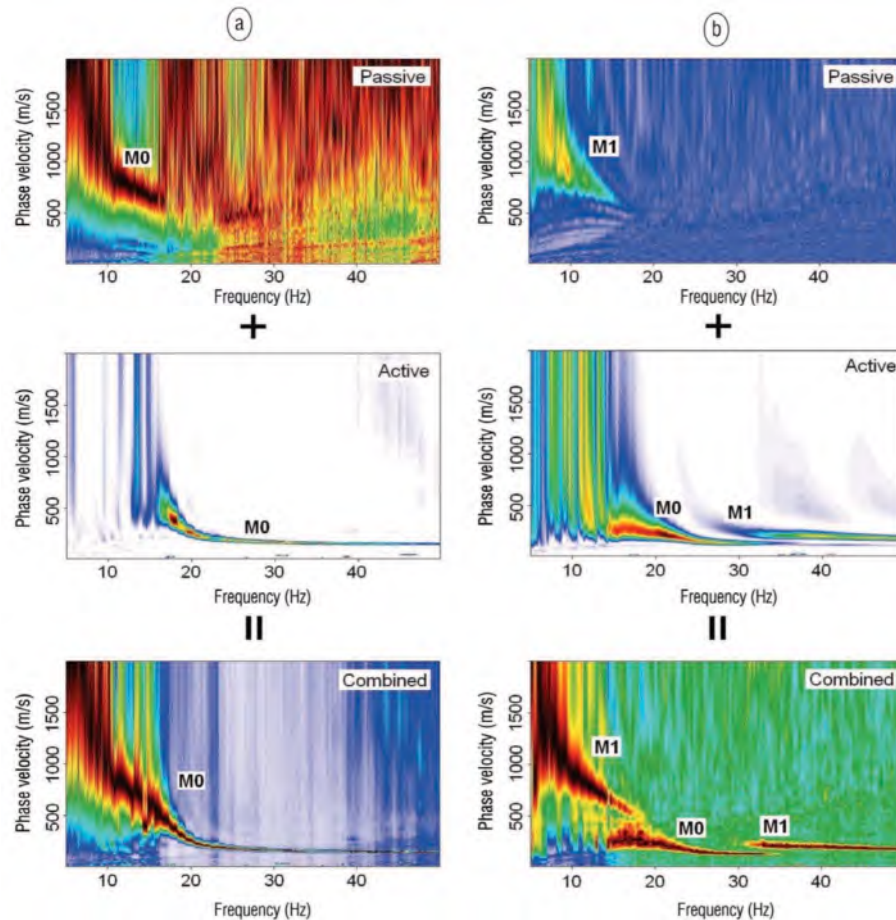 a
Passive
M0
Phase velocity (m/s)
500 1000 1500
10 20 30 40
Frequency (Hz)
+
Active
M0
Phase velocity (m/s)
500 1000 1500
10 20 30 40
Frequency (Hz)
=
Combined
M0
Phase velocity (m/s)
500 1000 1500
10 20 30 40
Frequency (Hz)
b
Passive
M1
Phase velocity (m/s)
500 1000 1500
10 20 30 40
Frequency (Hz)
+
Active
M0
M1
Phase velocity (m/s)
500 1000 1500
10 20 30 40
Frequency (Hz)
=
Combined
M1
M0
M1
Phase velocity (m/s)
500 1000 1500
10 20 30 40
Frequency (Hz)